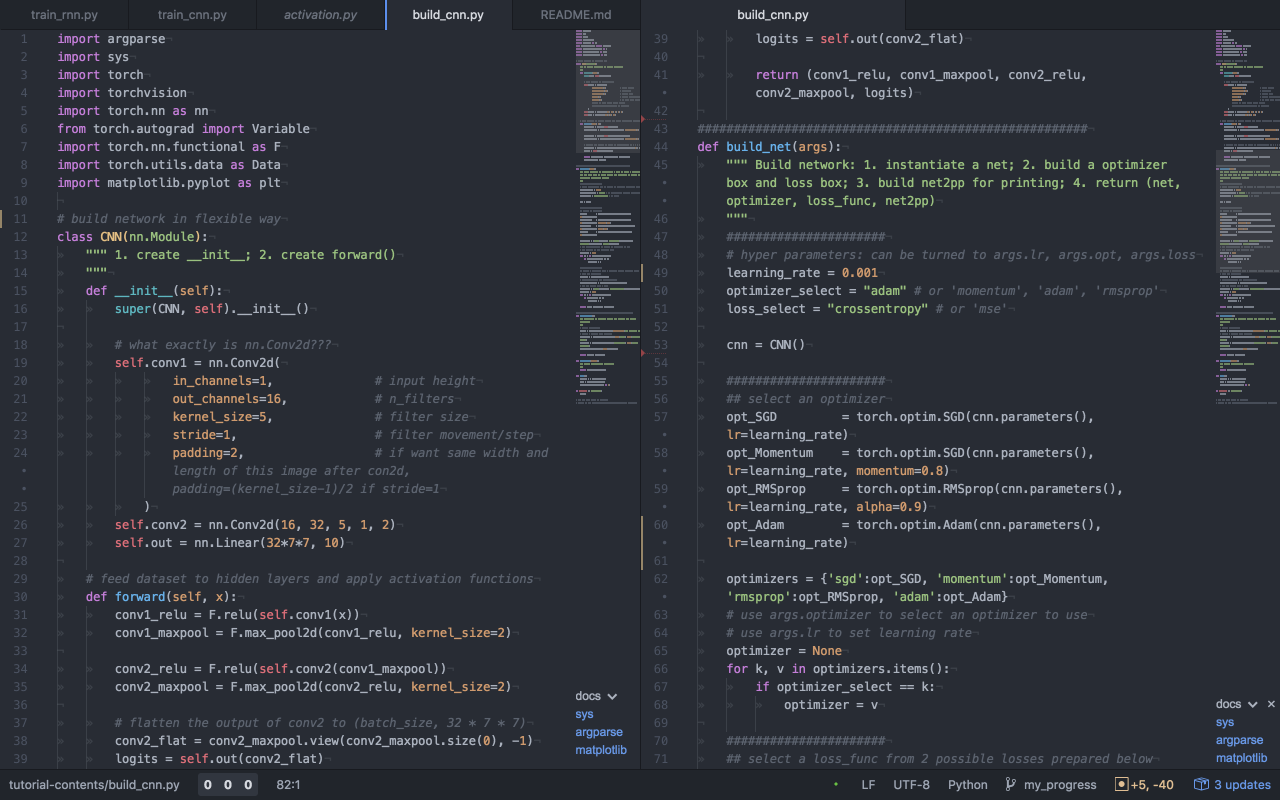 train_rnn.py
train_cnn.py
activation.py
build_cnn.py
README.md
build_cnn.py
1 import argparse
2 import sys
3 import torch
4 import torchvision
5 import torch.nn as nn
6 from torch.autograd import Variable
7 import torch.nn.functional as F
8 import torch.utils.data as Data
9 import matplotlib.pyplot as plt
10
11 # build network in flexible way
12 class CNN(nn.Module):
13 """ 1. create __init__; 2. create forward()
14 """
15 def __init__(self):
16 super(CNN, self).__init__()
17
18 # what exactly is nn.Conv2d???
19 self.conv1 = nn.Conv2d(
20 in_channels=1, # input height
21 out_channels=16, # n_filters
22 kernel_size=5, # filter size
23 stride=1, # filter movement/step
24 padding=2, # if want same width and
• length of this image after con2d,
• padding=(kernel_size-1)/2 if stride=1
25 )
26 self.conv2 = nn.Conv2d(16, 32, 5, 1, 2)
27 self.out = nn.Linear(32*7*7, 10)
28
29 # feed dataset to hidden layers and apply activation functions
30 def forward(self, x):
31 conv1_relu = F.relu(self.conv1(x))
32 conv1_maxpool = F.max_pool2d(conv1_relu, kernel_size=2)
33
34 conv2_relu = F.relu(self.conv2(conv1_maxpool))
35 conv2_maxpool = F.max_pool2d(conv2_relu, kernel_size=2)
36
37 # flatten the output of conv2 to (batch_size, 32 * 7 * 7)
38 conv2_flat = conv2_maxpool.view(conv2_maxpool.size(0), -1)
39 logits = self.out(conv2_flat)
docs
sys
argparse
matplotlib
39 logits = self.out(conv2_flat)
40
41 return (conv1_relu, conv1_maxpool, conv2_relu,
• conv2_maxpool, logits)
42
43 ######################################################
44 def build_net(args):
45 """ Build network: 1. instantiate a net; 2. build a optimizer
• box and loss box; 3. build net2pp for printing; 4. return (net,
• optimizer, loss_func, net2pp)
46 """
47 ######################
48 # hyper parameters: can be turned to args.lr, args.opt, args.loss
49 learning_rate = 0.001
50 optimizer_select = "adam" # or 'momentum', 'adam', 'rmsprop'
51 loss_select = "crossentropy" # or 'mse'
52
53 cnn = CNN()
54
55 ######################
56 ## select an optimizer
57 opt_SGD = torch.optim.SGD(cnn.parameters(),
• lr=learning_rate)
58 opt_Momentum = torch.optim.SGD(cnn.parameters(),
• lr=learning_rate, momentum=0.8)
59 opt_RMSprop = torch.optim.RMSprop(cnn.parameters(),
• lr=learning_rate, alpha=0.9)
60 opt_Adam = torch.optim.Adam(cnn.parameters(),
• lr=learning_rate)
61
62 optimizers = {'sgd':opt_SGD, 'momentum':opt_Momentum,
• 'rmsprop':opt_RMSprop, 'adam':opt_Adam}
63 # use args.optimizer to select an optimizer to use
64 # use args.lr to set learning rate
65 optimizer = None
66 for k, v in optimizers.items():
67 if optimizer_select == k:
68 optimizer = v
69
70 ######################
71 ## select a loss_func from 2 possible losses prepared below
docs
sys
argparse
matplotlib
tutorial-contents/build_cnn.py 0 0 0 82:1 LF UTF-8 Python my_progress +5, -40 3 updates